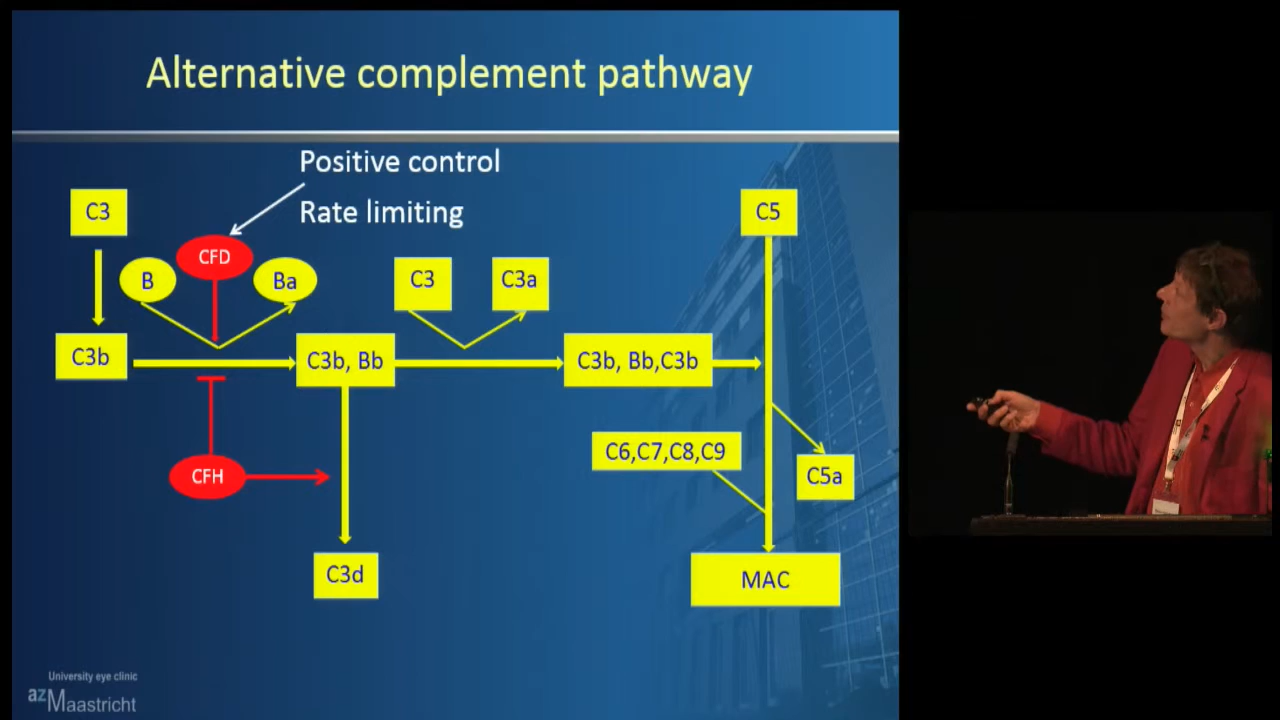 Alternative complement pathway
Positive control
Rate limiting
C3
C5
CFD
B
Ba
C3
C3a
C3b
C3b, Bb
C3b, Bb,C3b
C6,C7,C8,C9
C5a
CFH
C3d
MAC
University eye clinic
azMaastricht